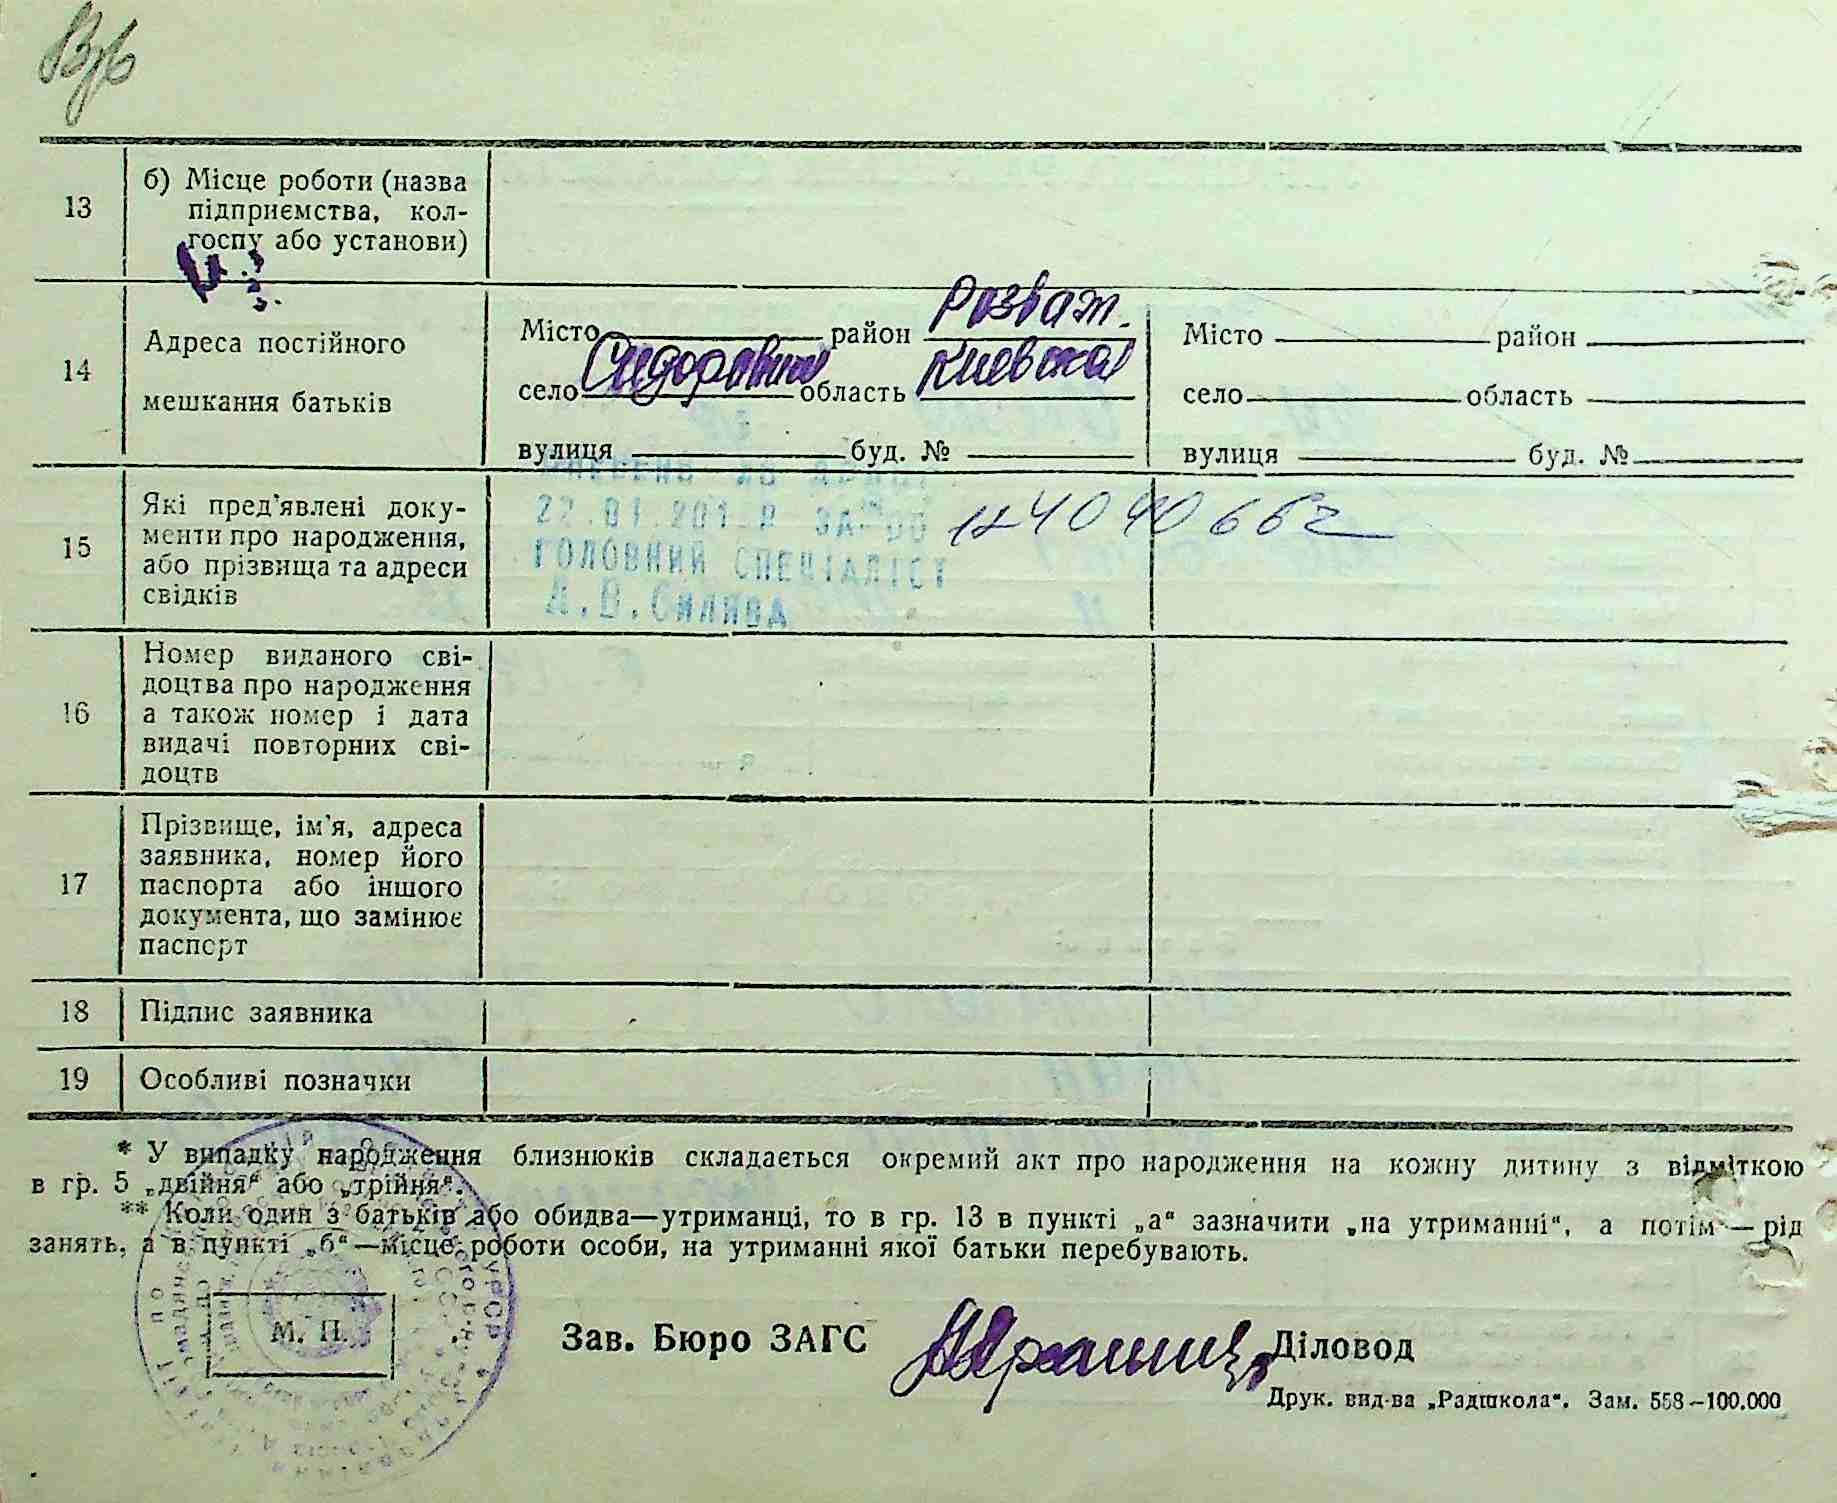 13
б) Місце роботи (назва
підприємства, кол-
госпу або установи)
14
Адреса постійного
мешкання батьків
Місто район Розваж.
село область Киевская
вулиця буд. №
Місто район
село область
вулиця буд. №
15
Які пред'явлені доку-
менти про народження,
або прізвища та адреси
свідків
ГОЛОВНИЙ СПЕЦІАЛІСТ
16
Номер виданого сві-
доцтва про народження
а також номер і дата
видачі повторних сві-
доцтв
17
Прізвище, ім'я, адреса
заявника, номер його
паспорта або іншого
документа, що замінює
паспорт
18
Підпис заявника
19
Особливі позначки
* У випадку народження близнюків складається окремий акт про народження на кожну дитину з відміткою
в гр. 5 „двійня“ або „трійня“.
** Коли один з батьків або обидва—утриманці, то в гр. 13 в пункті „а“ зазначити „на утриманні“, а потім—рід
занять, а в пункті „б“—місце роботи особи, на утриманні якої батьки перебувають.
М. П.
Зав. Бюро ЗАГС
Діловод
Друк. вид-ва „Радшкола“. Зам. 558—100.000